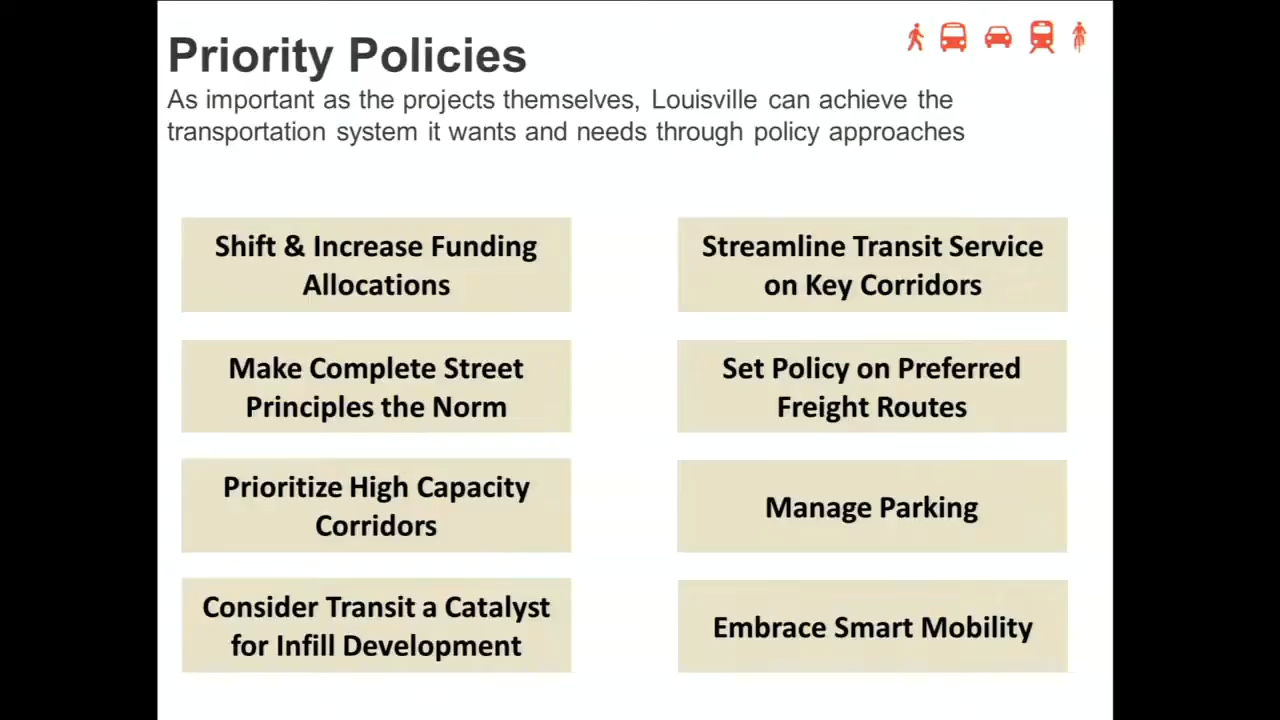 Priority Policies
As important as the projects themselves, Louisville can achieve the
transportation system it wants and needs through policy approaches
Shift & Increase Funding
Allocations
Make Complete Street
Principles the Norm
Prioritize High Capacity
Corridors
Consider Transit a Catalyst
for Infill Development
Streamline Transit Service
on Key Corridors
Set Policy on Preferred
Freight Routes
Manage Parking
Embrace Smart Mobility